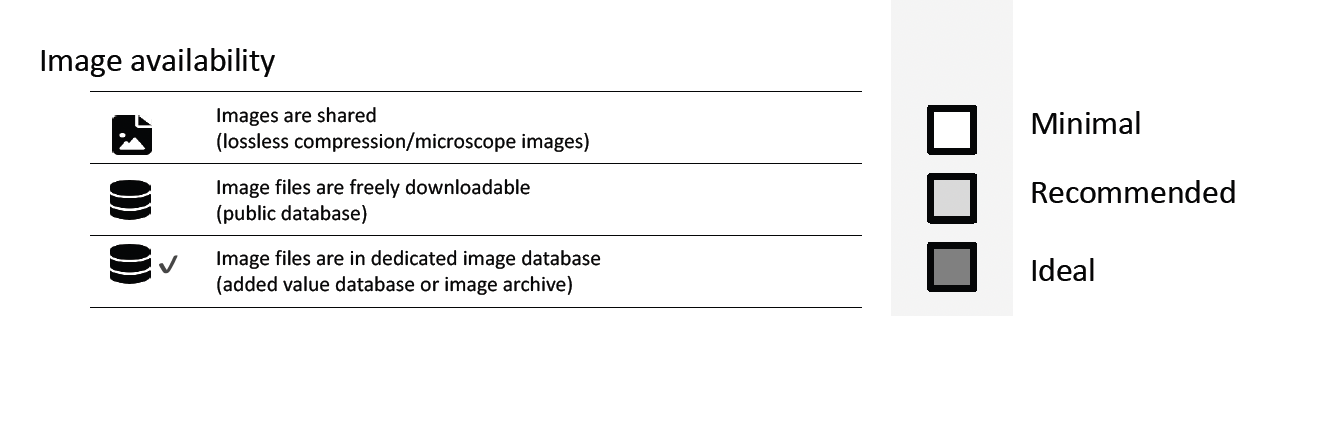 Image availability
Images are shared
(lossless compression/microscope images)
Minimal
Image files are freely downloadable
(public database)
Recommended
Image files are in dedicated image database
(added value database or image archive)
Ideal